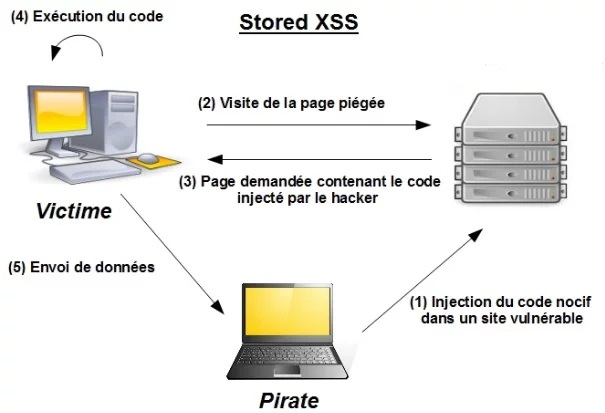 (4) Exécution du code
Stored XSS
(2) Visite de la page piégée
(3) Page demandée contenant le code
injecté par le hacker
Victime
(5) Envoi de données
(1) Injection du code nocif
dans un site vulnérable
Pirate